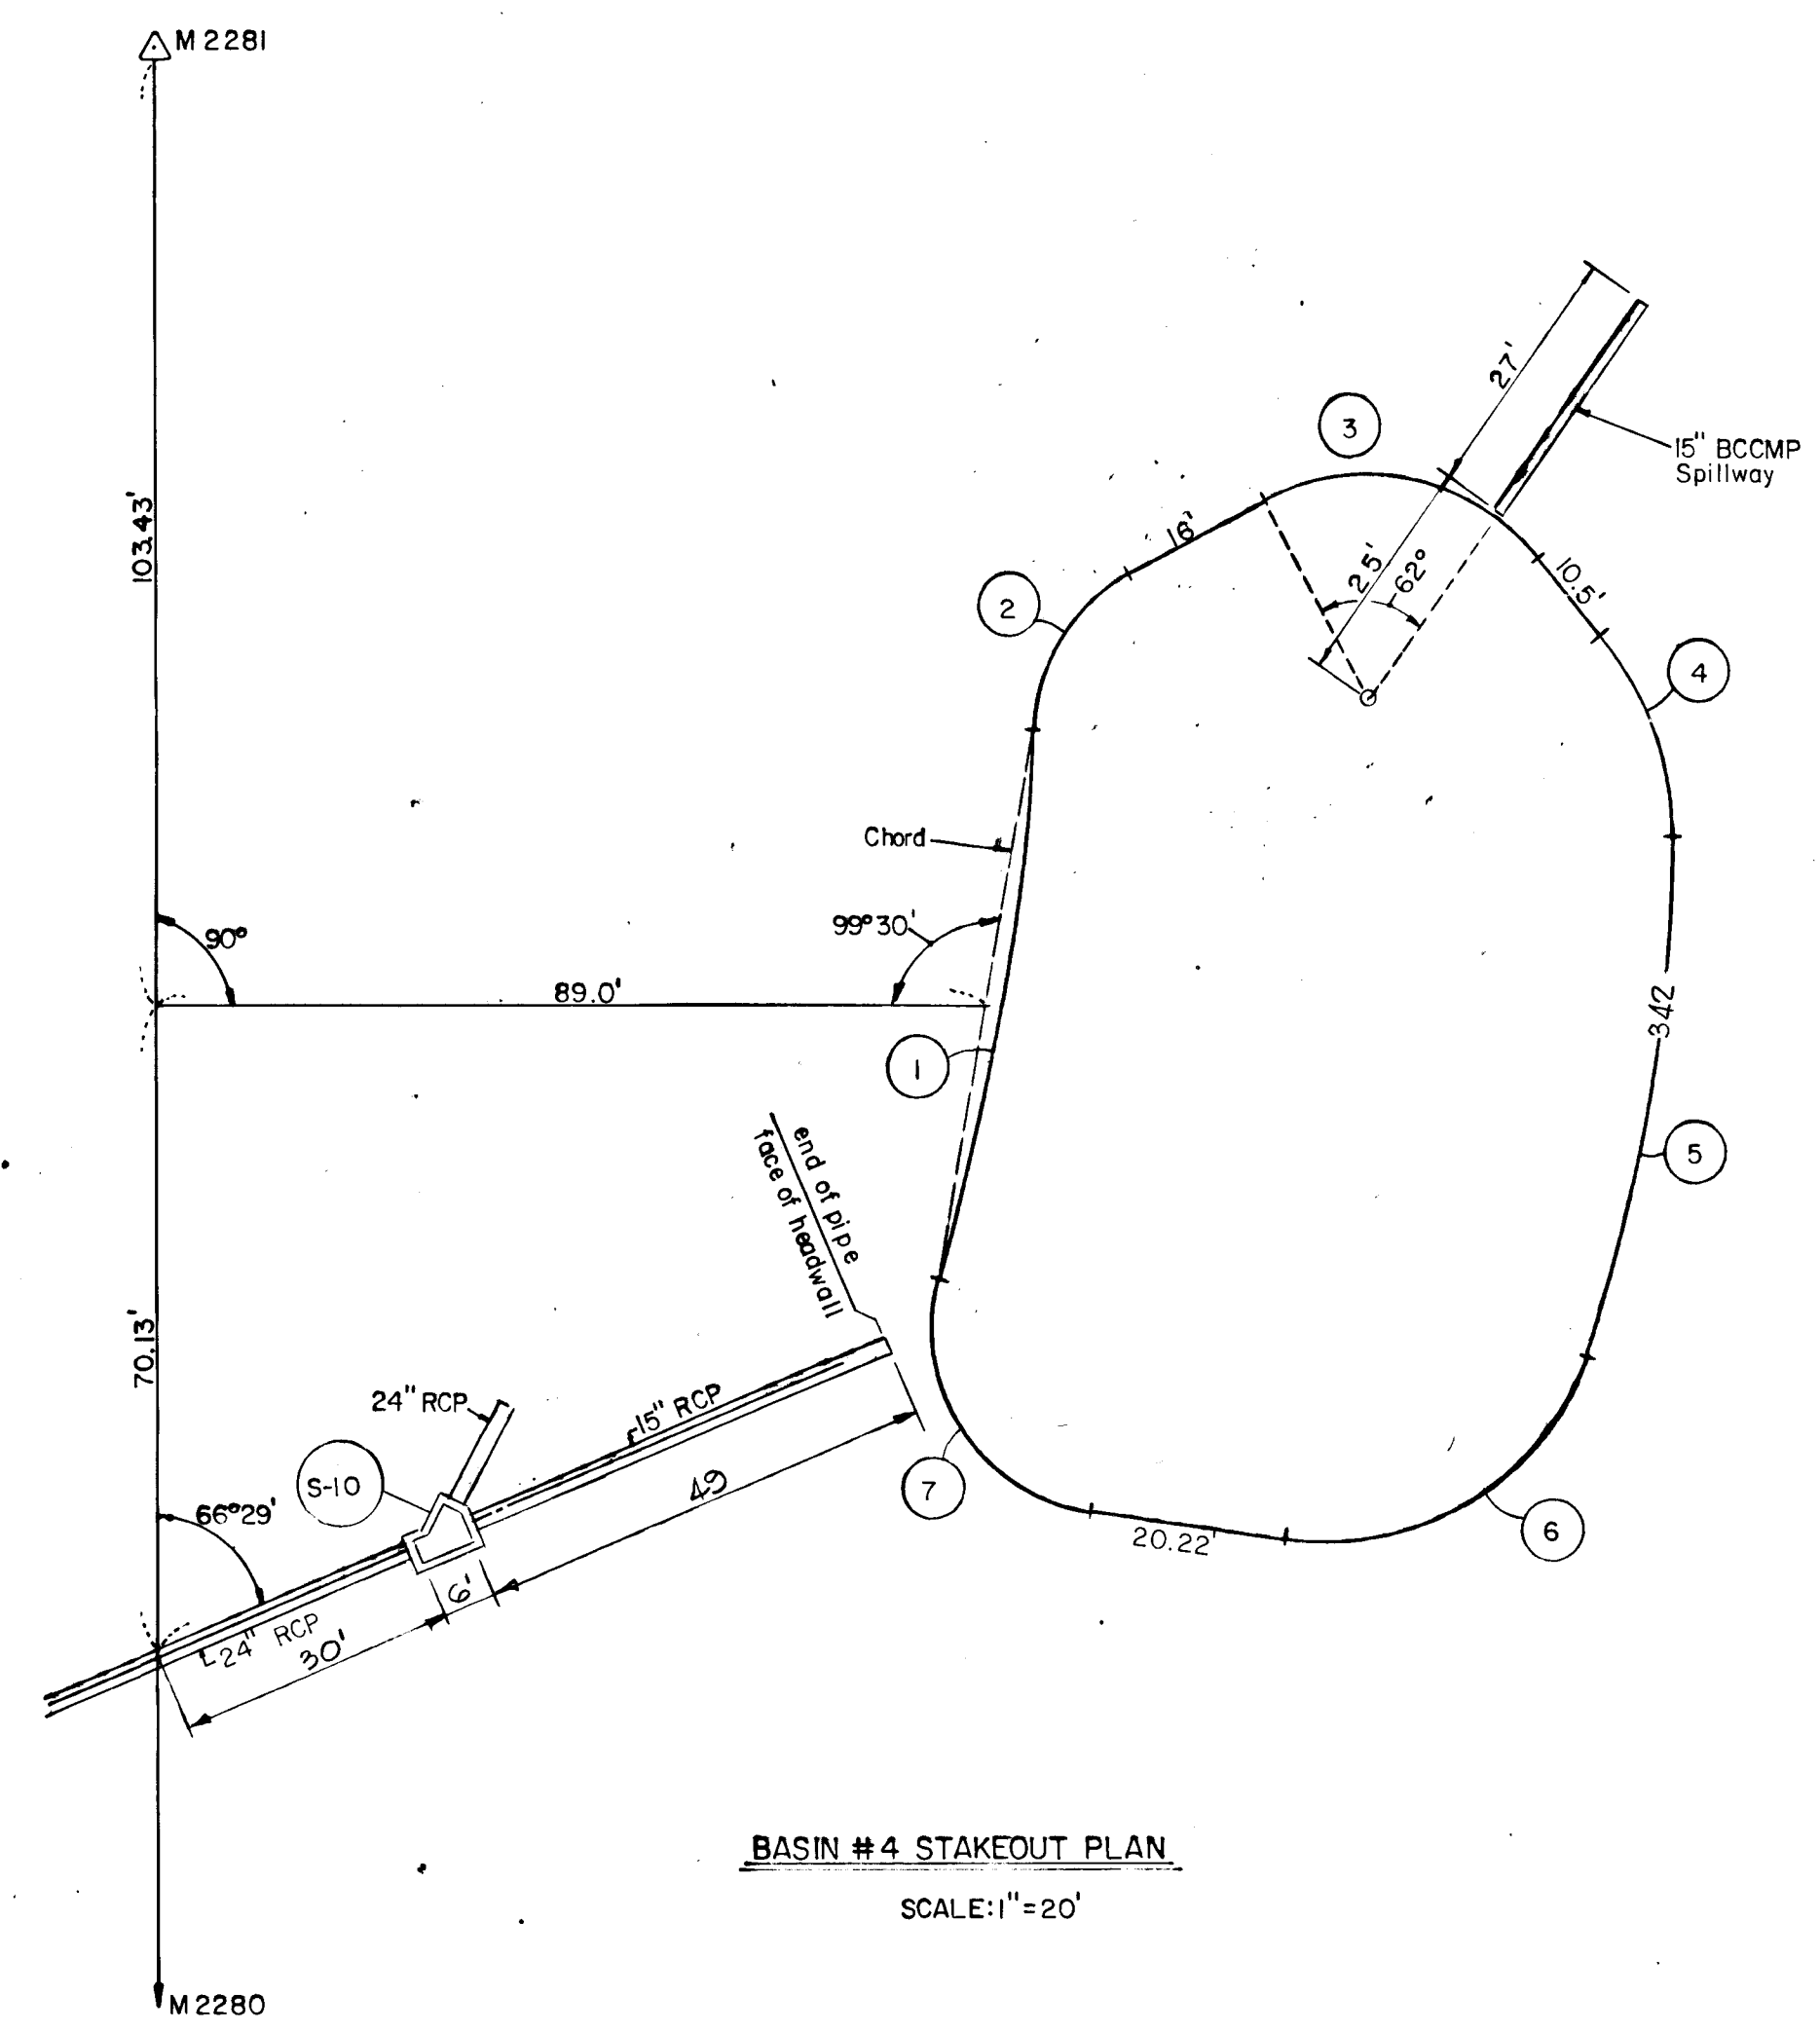 M 2281
103.43'
27'
3
15" BCCMP
Spillway
16'
25'
62°
10.5'
2
4
Chord
90°
99°30'
89.0'
342
1
5
end of pipe
face of headwall
70.13'
24" RCP
15" RCP
S-10
49
66°29'
7
6
20.22'
6'
24" RCP
30'
BASIN #4 STAKEOUT PLAN
SCALE: 1"=20'
M 2280